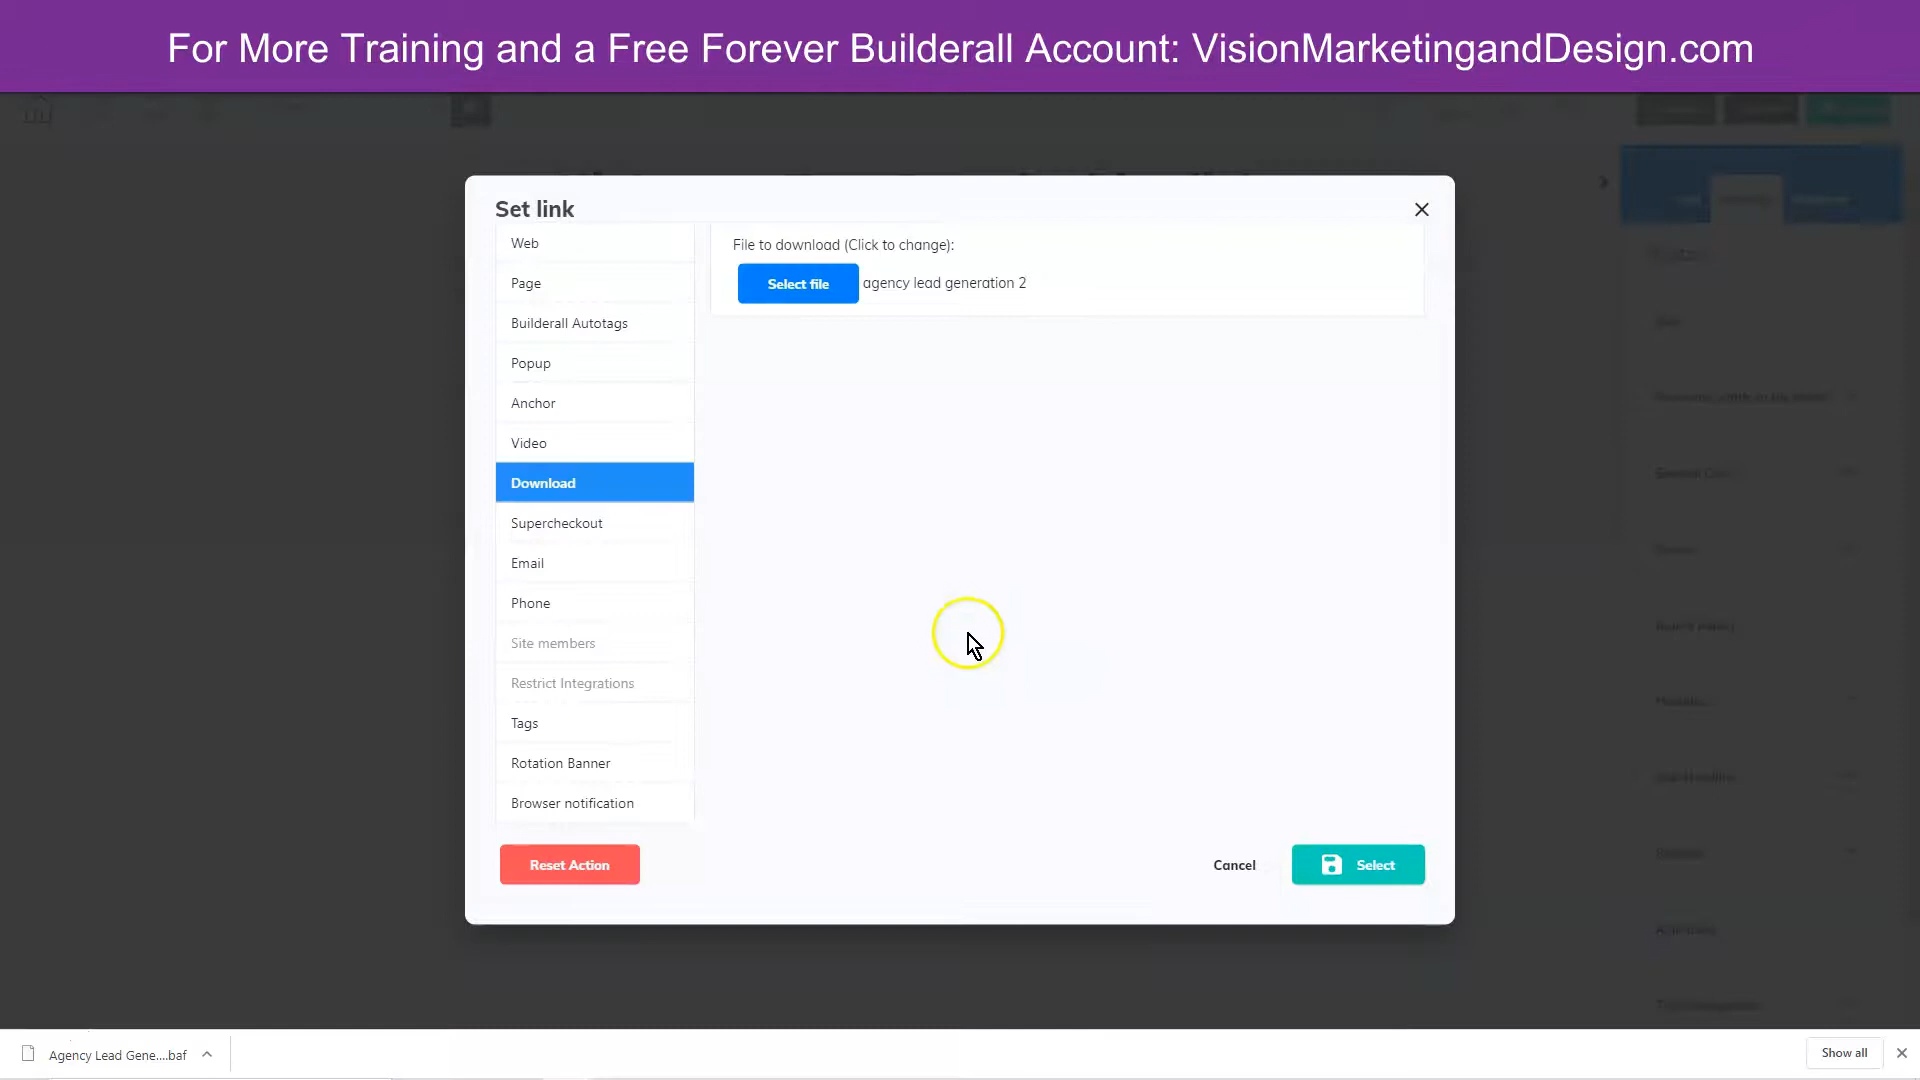 For More Training and a Free Forever Builderall Account: VisionMarketingandDesign.com
Set link
Web
Page
Builderall Autotags
Popup
Anchor
Video
Download
Supercheckout
Email
Phone
Site members
Restrict Integrations
Tags
Rotation Banner
Browser notification
File to download (Click to change):
Select file agency lead generation 2
Reset Action
Cancel
Select
Agency Lead Gene....baf
Show all